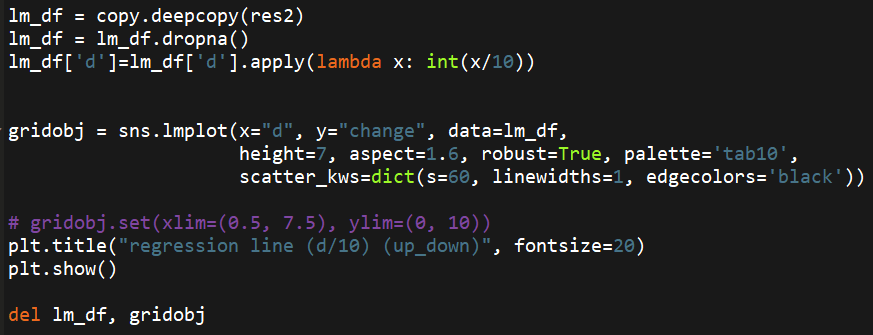 lm_df = copy.deepcopy(res2)
lm_df = lm_df.dropna()
lm_df['d']=lm_df['d'].apply(lambda x: int(x/10))
gridobj = sns.lmplot(x="d", y="change", data=lm_df,
                     height=7, aspect=1.6, robust=True, palette='tab10',
                     scatter_kws=dict(s=60, linewidths=1, edgecolors='black'))
# gridobj.set(xlim=(0.5, 7.5), ylim=(0, 10))
plt.title("regression line (d/10) (up_down)", fontsize=20)
plt.show()
del lm_df, gridobj